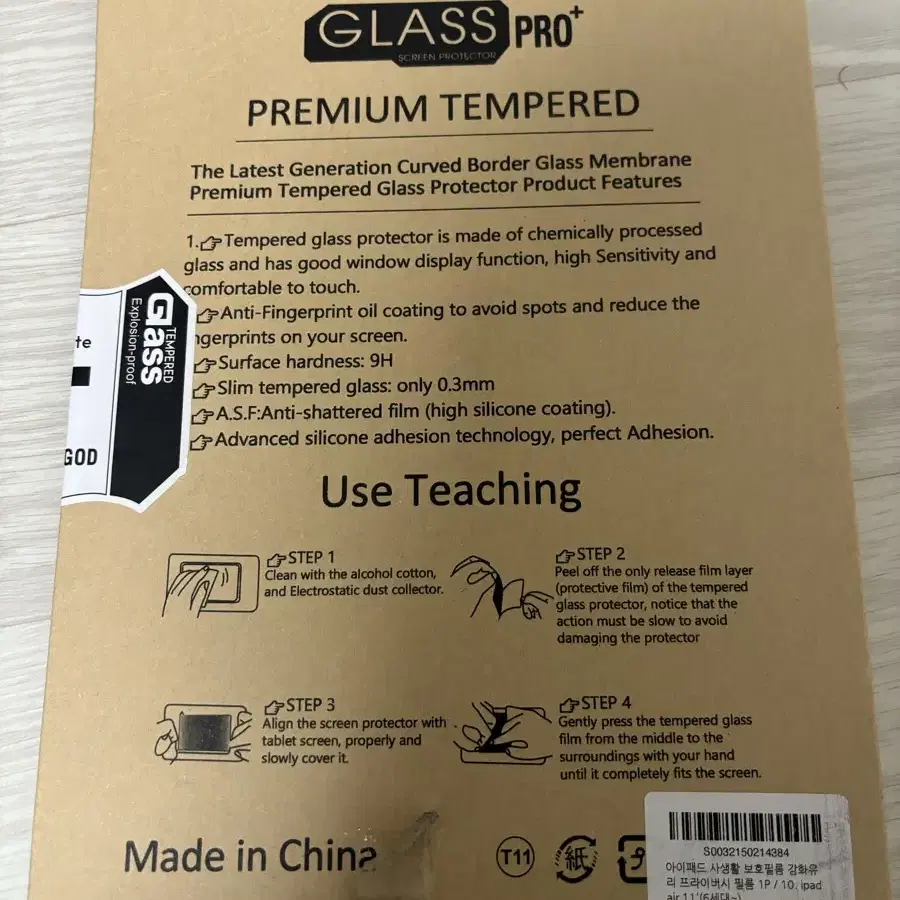 GLASS PRO+
SCREEN PROTECTOR
PREMIUM TEMPERED
The Latest Generation Curved Border Glass Membrane
Premium Tempered Glass Protector Product Features
1.Tempered glass protector is made of chemically processed
glass and has good window display function, high Sensitivity and
comfortable to touch.
Anti-Fingerprint oil coating to avoid spots and reduce the
ngerprints on your screen.
Surface hardness: 9H
Slim tempered glass: only 0.3mm
A.S.F:Anti-shattered film (high silicone coating).
Advanced silicone adhesion technology, perfect Adhesion.
TEMPERED
Glass
Explosion-proof
te
GOD
Use Teaching
STEP 1
Clean with the alcohol cotton,
and Electrostatic dust collector.
STEP 2
Peel off the only release film layer
(protective film) of the tempered
glass protector, notice that the
action must be slow to avoid
damaging the protector
STEP 3
Align the screen protector with
tablet screen, properly and
slowly cover it.
STEP 4
Gently press the tempered glass
film from the middle to the
surroundings with your hand
until it completely fits the screen.
Made in China
T11
紙
S0032150214384
아이패드 사생활 보호필름 강화유
리 프라이버시 필름 1P / 10. ipad
air 11'(6세대~)